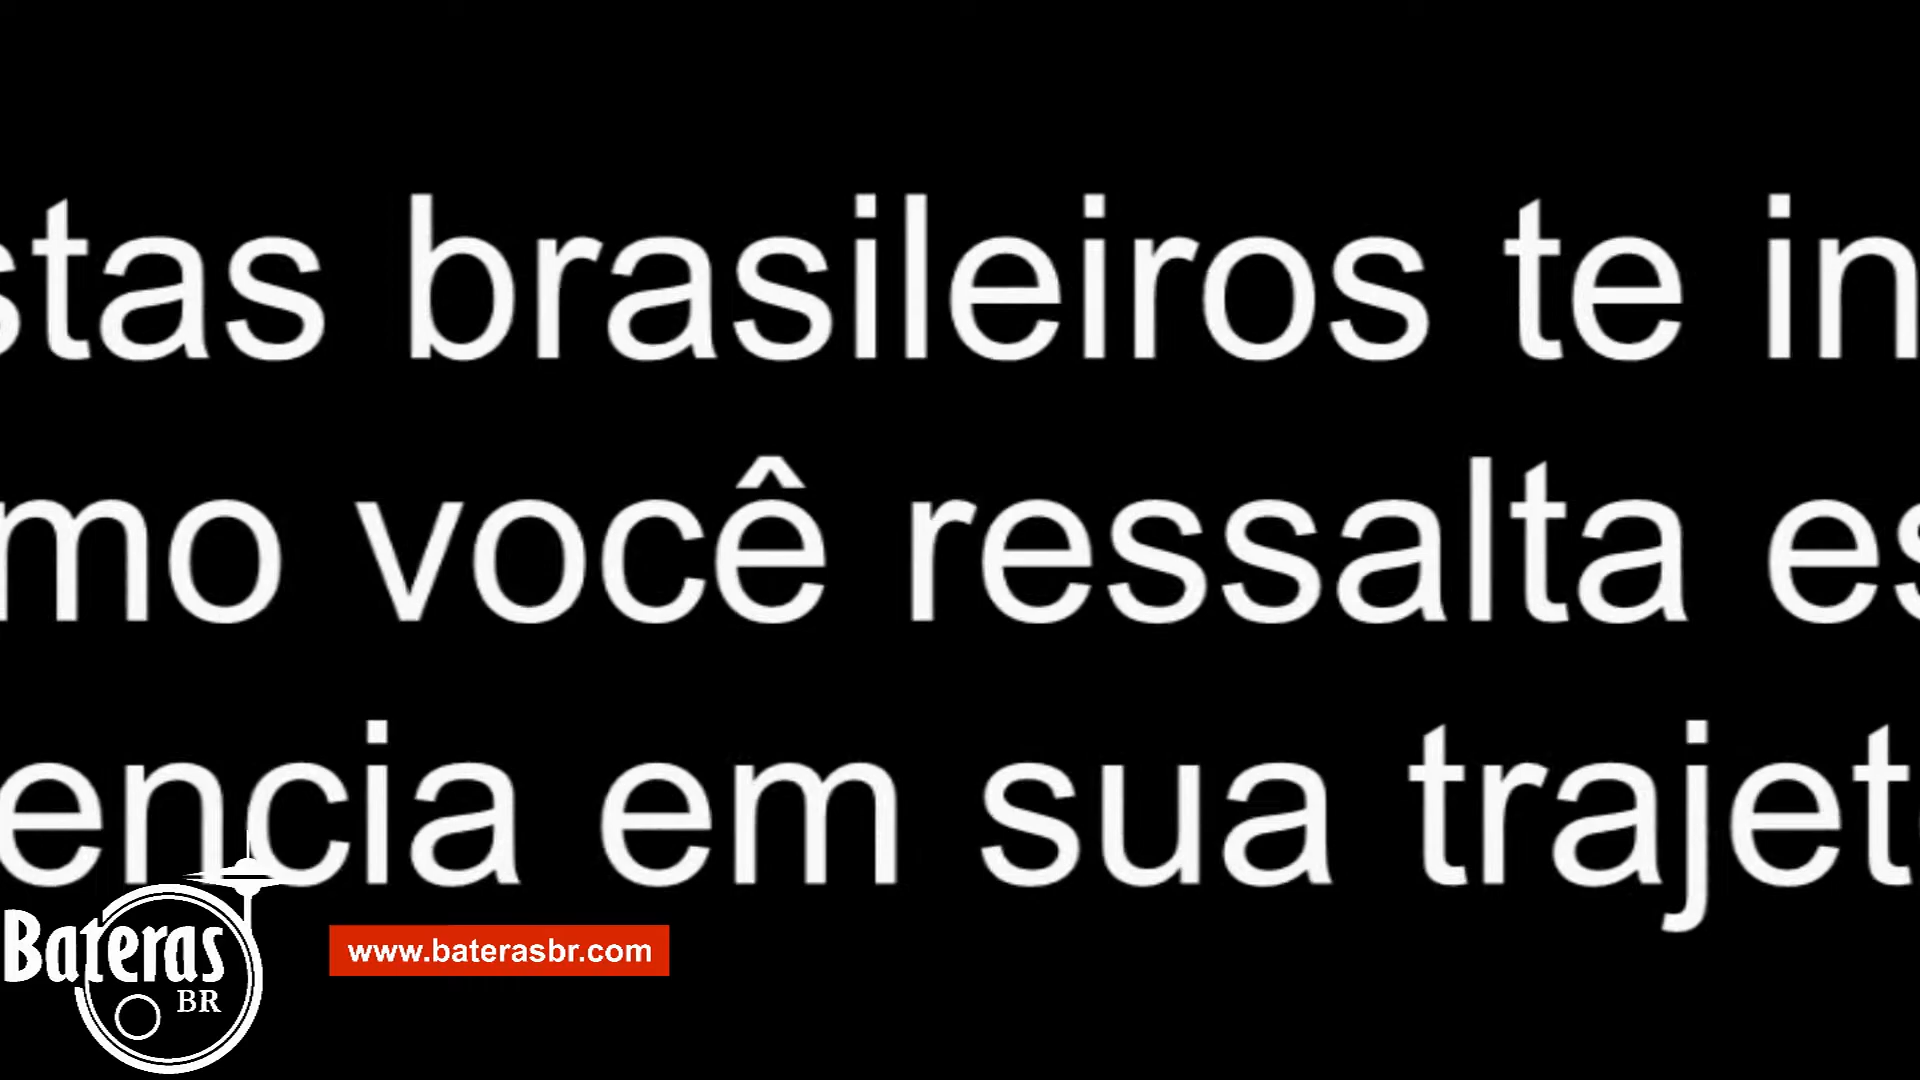 stas brasileiros te in
mo você ressalta es
encia em sua trajet
Bateras
BR
www.baterasbr.com